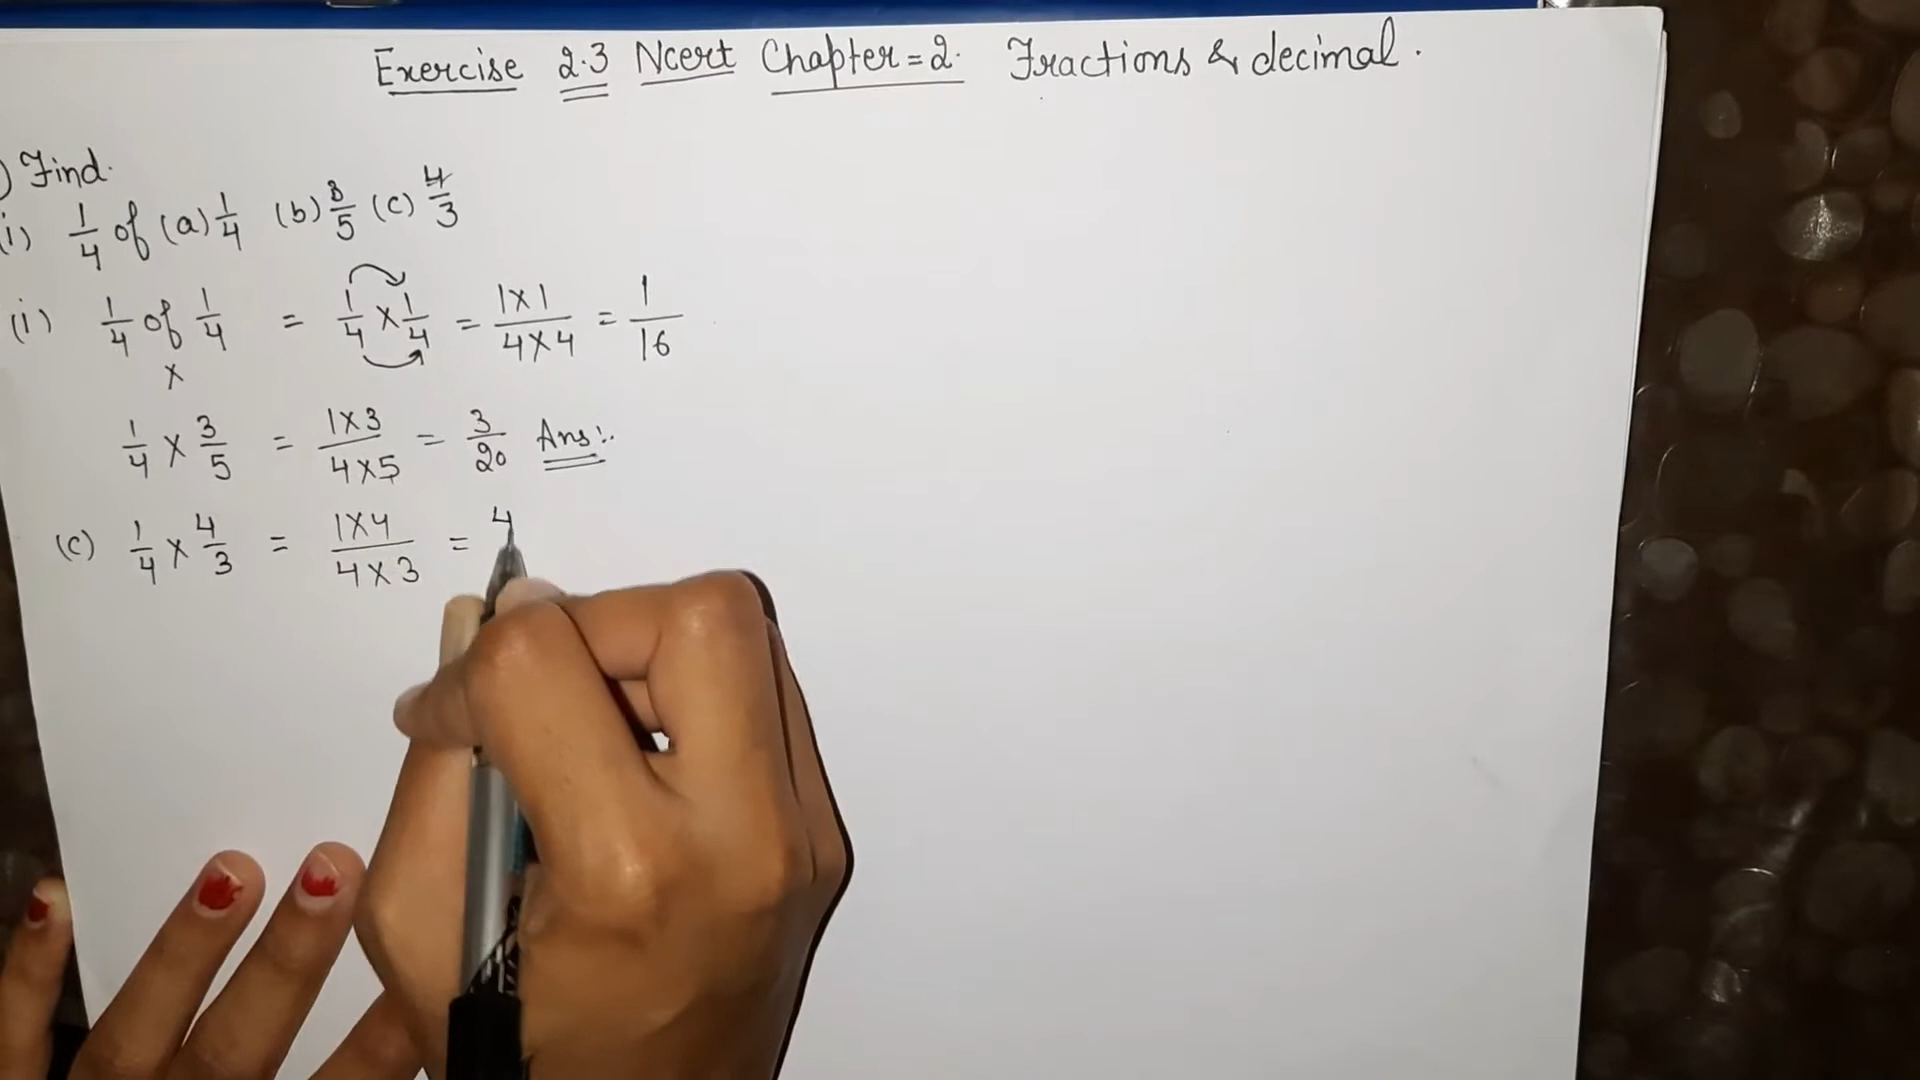 Exercise 2.3 Ncert Chapter = 2. Fractions & decimal.
) Find.
(i) 1/4 of (a) 1/4 (b) 3/5 (c) 4/3
(i) 1/4 of 1/4 = 1/4 × 1/4 = 1×1/4×4 = 1/16
×
1/4 × 3/5 = 1×3/4×5 = 3/20 Ans:.
(c) 1/4 × 4/3 = 1×4/4×3 = 4